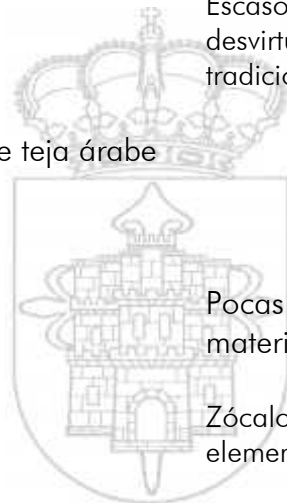 Escaso
desvirtu
tradicio
e teja árabe
Pocas
materi
Zócalo
elemen